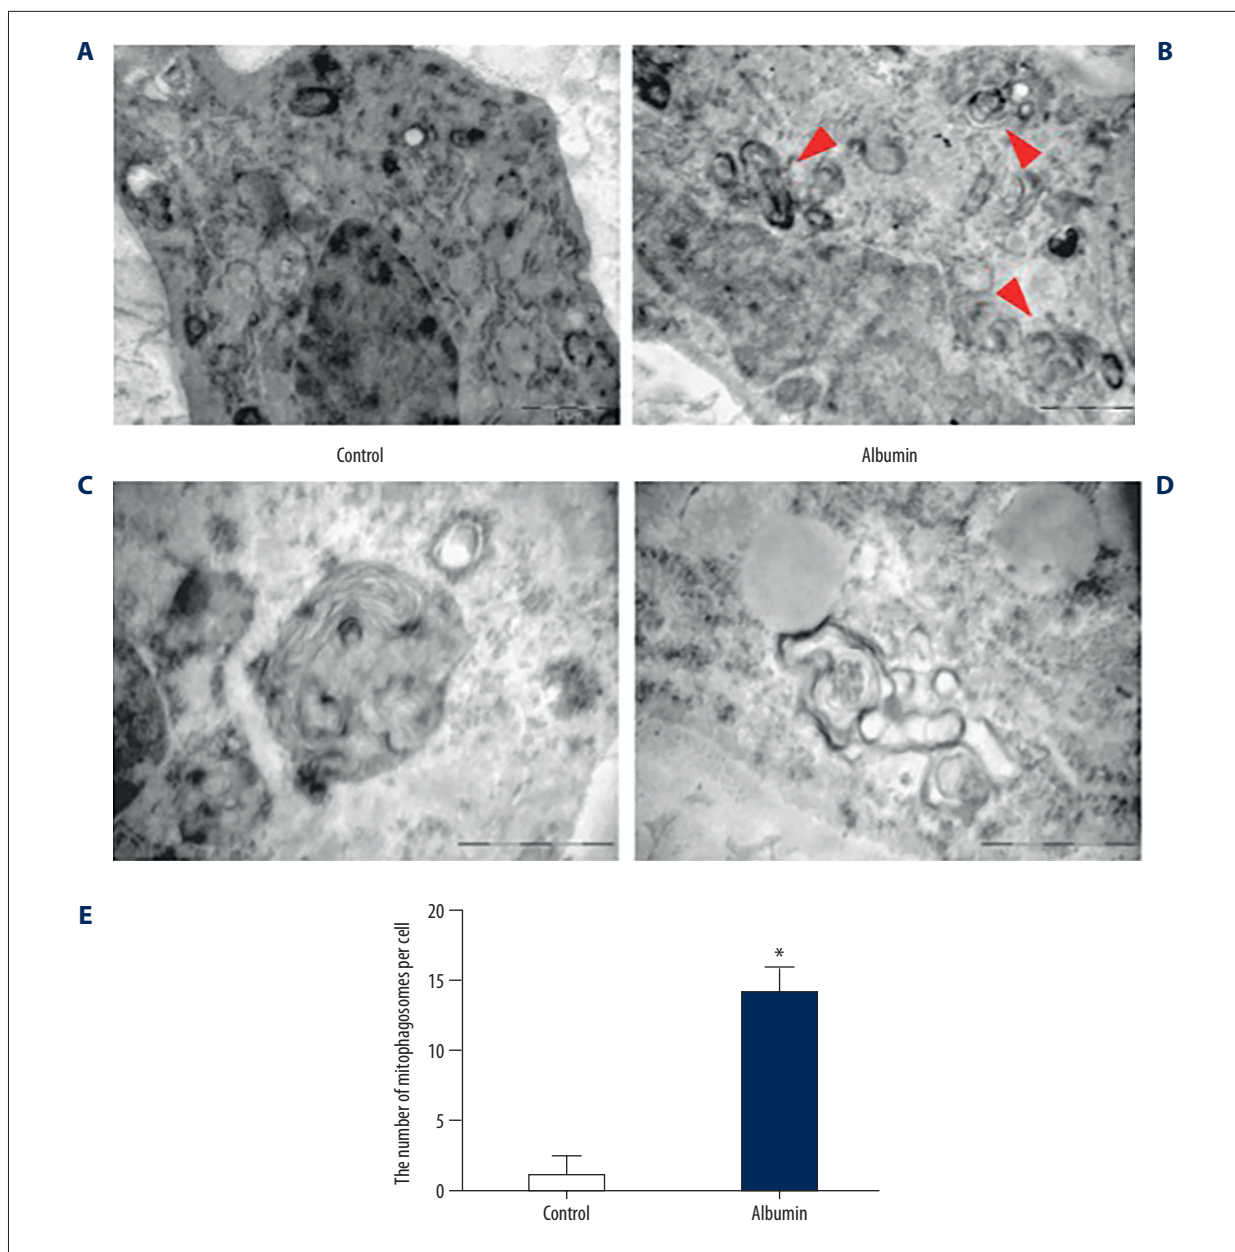 A
B
Control
Albumin
C
D
E
The number of mitophagosomes per cell
20
15
10
5
0
*
Control
Albumin